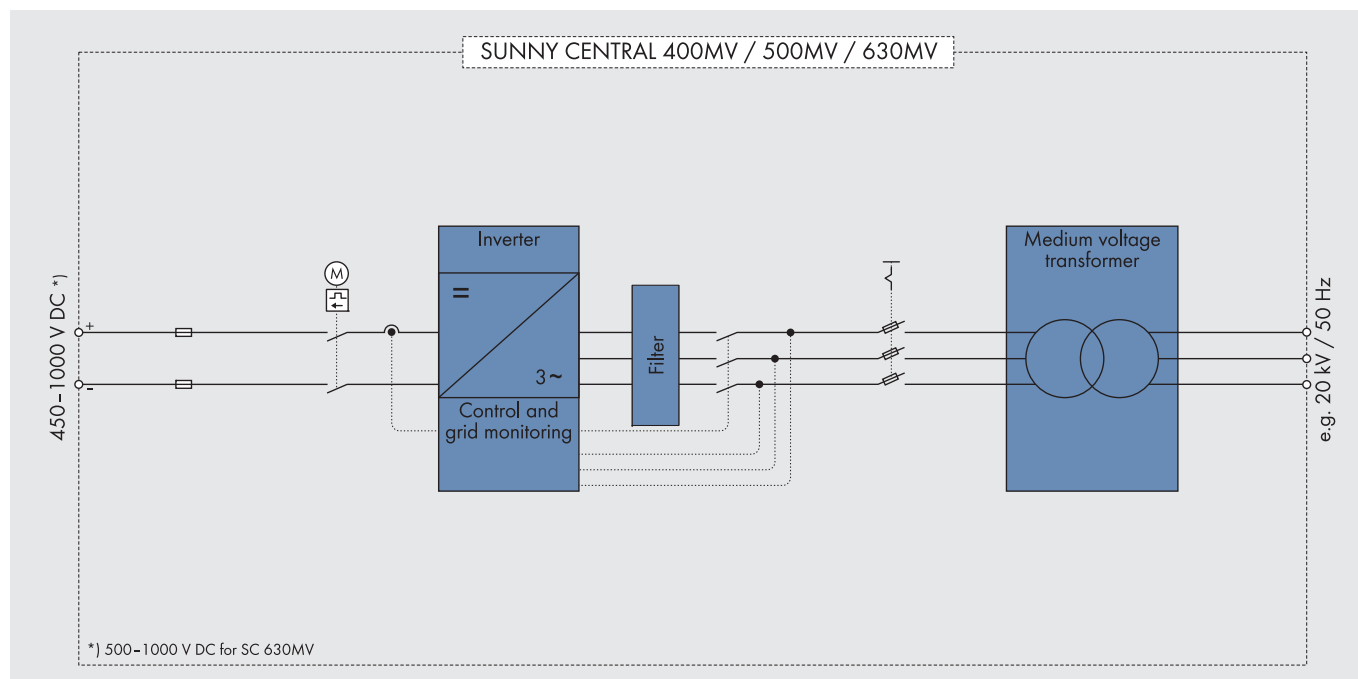 SUNNY CENTRAL 400MV / 500MV / 630MV
450–1000 V DC *)
+
-
M
Inverter
=
3~
Control and
grid monitoring
Filter
Medium voltage
transformer
e.g. 20 kV / 50 Hz
*) 500–1000 V DC for SC 630MV